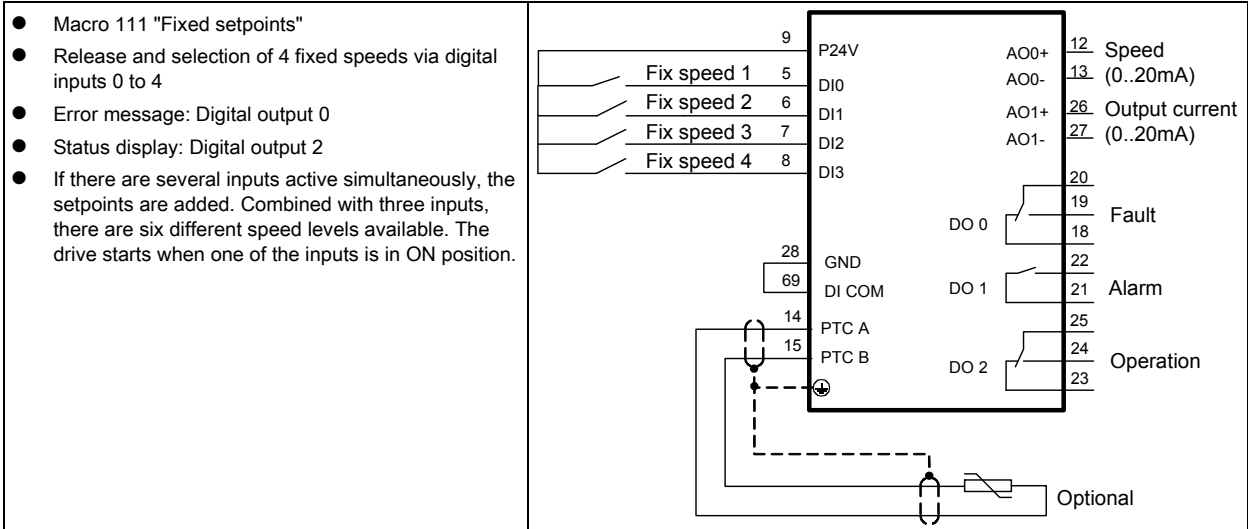 ● Macro 111 "Fixed setpoints"
● Release and selection of 4 fixed speeds via digital
inputs 0 to 4
● Error message: Digital output 0
● Status display: Digital output 2
● If there are several inputs active simultaneously, the
setpoints are added. Combined with three inputs,
there are six different speed levels available. The
drive starts when one of the inputs is in ON position.
9 P24V
Fix speed 1 5 DI0
Fix speed 2 6 DI1
Fix speed 3 7 DI2
Fix speed 4 8 DI3
28 GND
69 DI COM
14 PTC A
15 PTC B
AO0+ 12 Speed
AO0- 13 (0..20mA)
AO1+ 26 Output current
AO1- 27 (0..20mA)
20
DO 0 19 Fault
18
22
DO 1 21 Alarm
25
DO 2 24 Operation
23
Optional